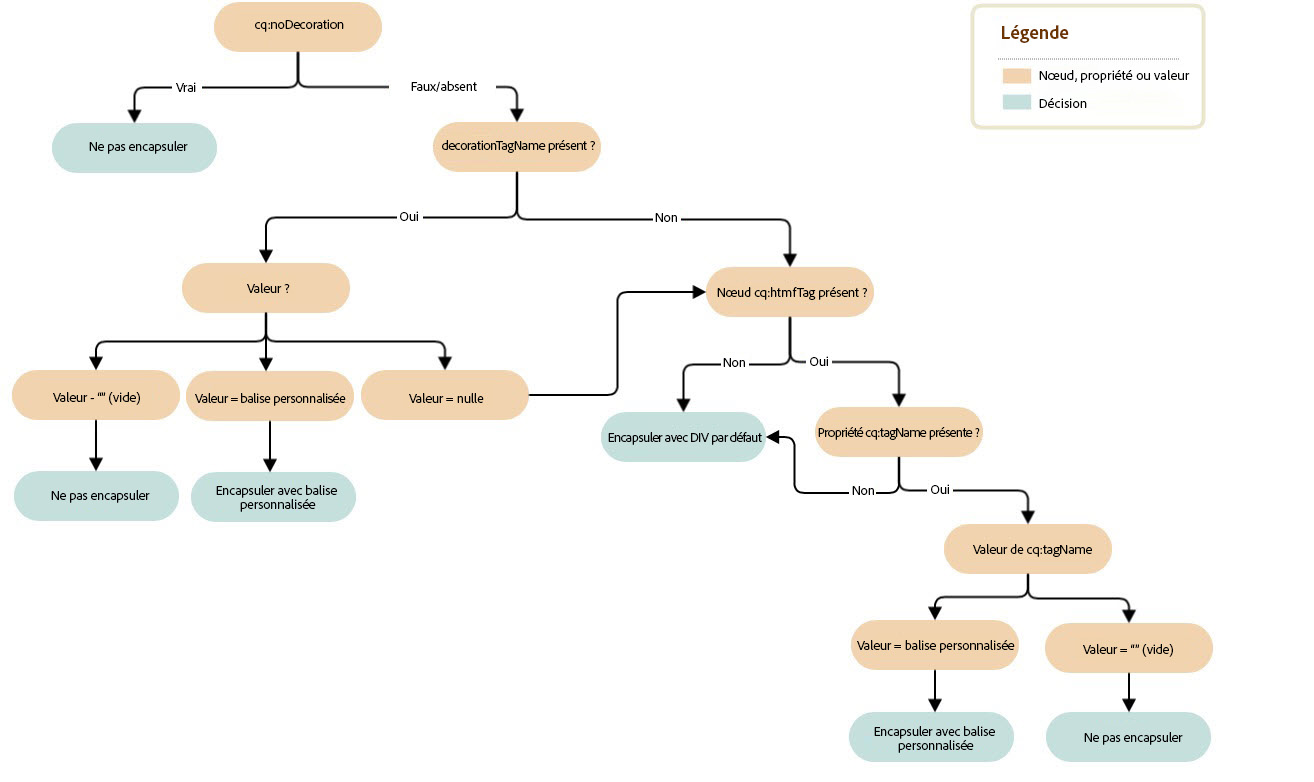 cq:noDecoration
Légende
Nœud, propriété ou valeur
Décision
Vrai
Faux/absent
Ne pas encapsuler
decorationTagName présent ?
Oui
Non
Valeur ?
Nœud cq:htmfTag présent ?
Non
Oui
Valeur - "" (vide)
Valeur = balise personnalisée
Valeur = nulle
Encapsuler avec DIV par défaut
Propriété cq:tagName présente ?
Ne pas encapsuler
Encapsuler avec balise
personnalisée
Non
Oui
Valeur de cq:tagName
Valeur = balise personnalisée
Valeur = "" (vide)
Encapsuler avec balise
personnalisée
Ne pas encapsuler